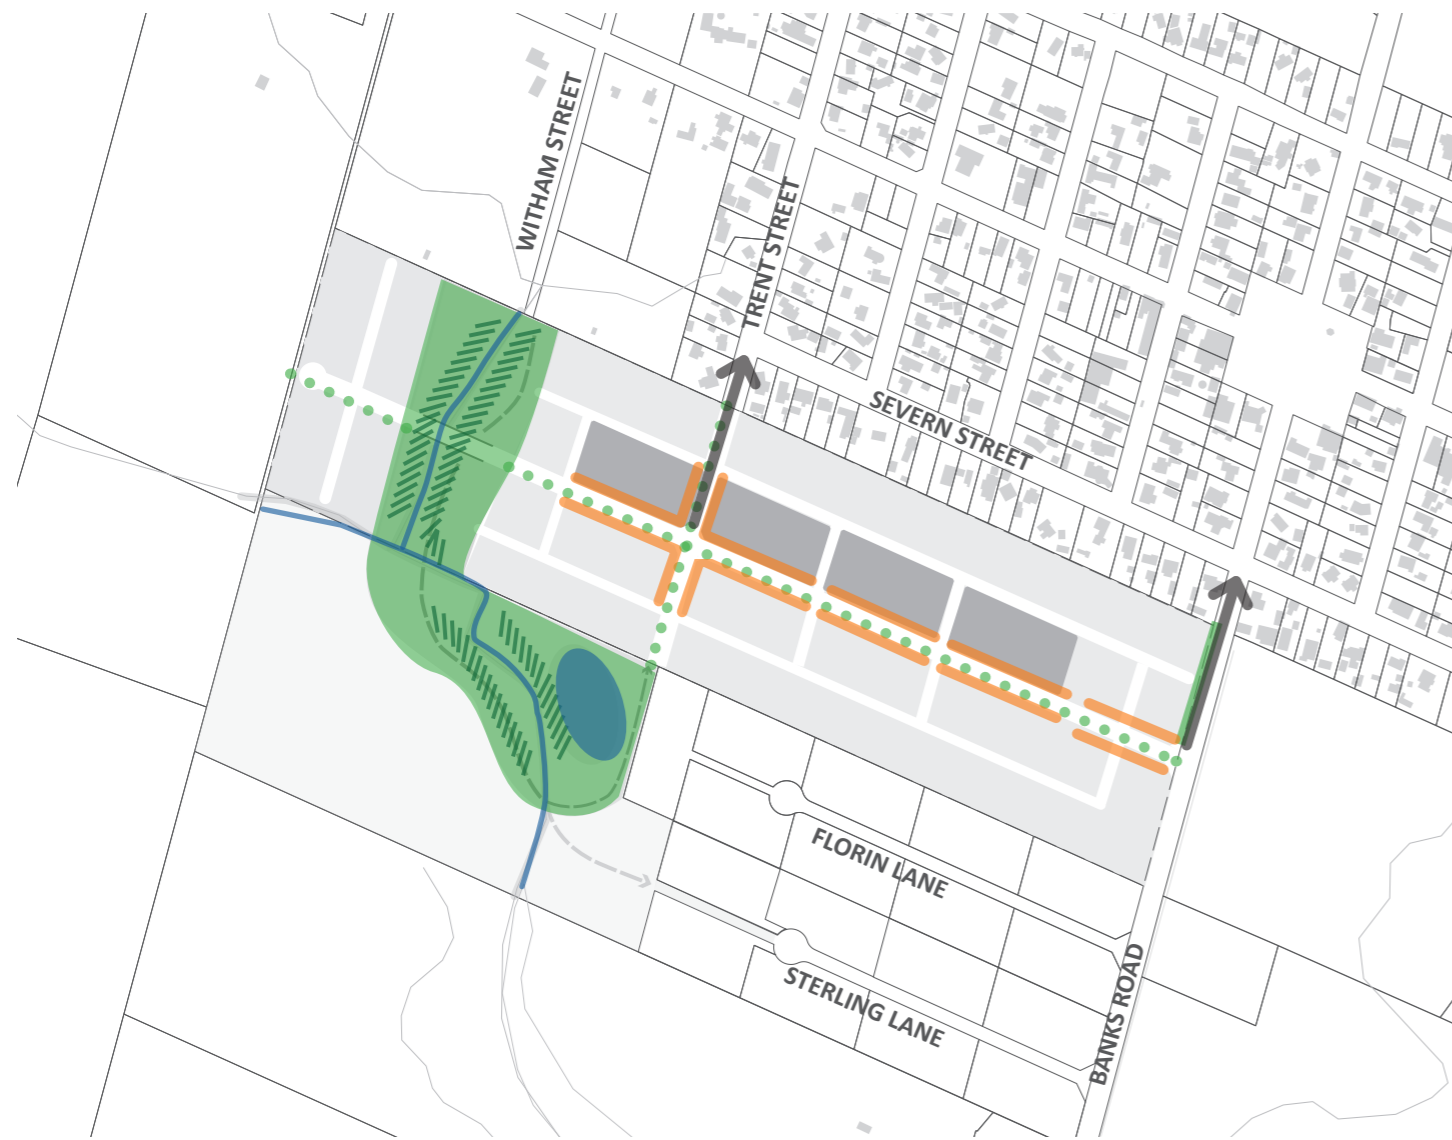 WITHAM STREET
TRENT STREET
SEVERN STREET
FLORIN LANE
STERLING LANE
BANKS ROAD